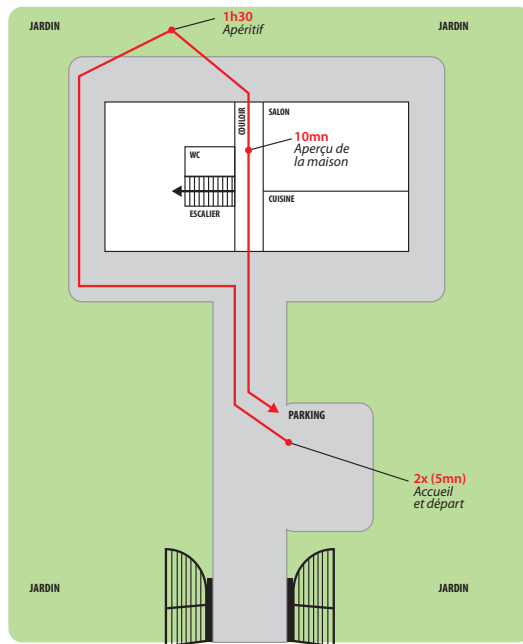 JARDIN
1h30
Apéritif
JARDIN
COULOIR
SALON
10mn
Aperçu de
la maison
WC
CUISINE
ESCALIER
PARKING
2x (5mn)
Accueil
et départ
JARDIN
JARDIN